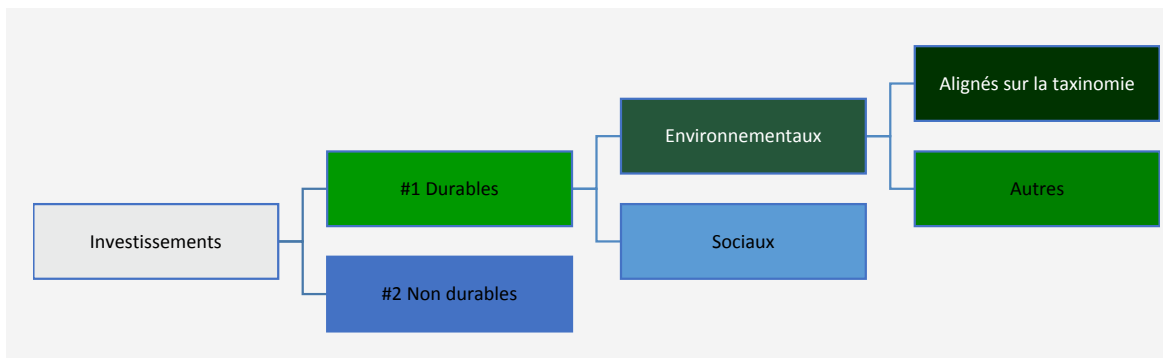 Investissements
#1 Durables
#2 Non durables
Environnementaux
Sociaux
Alignés sur la taxinomie
Autres